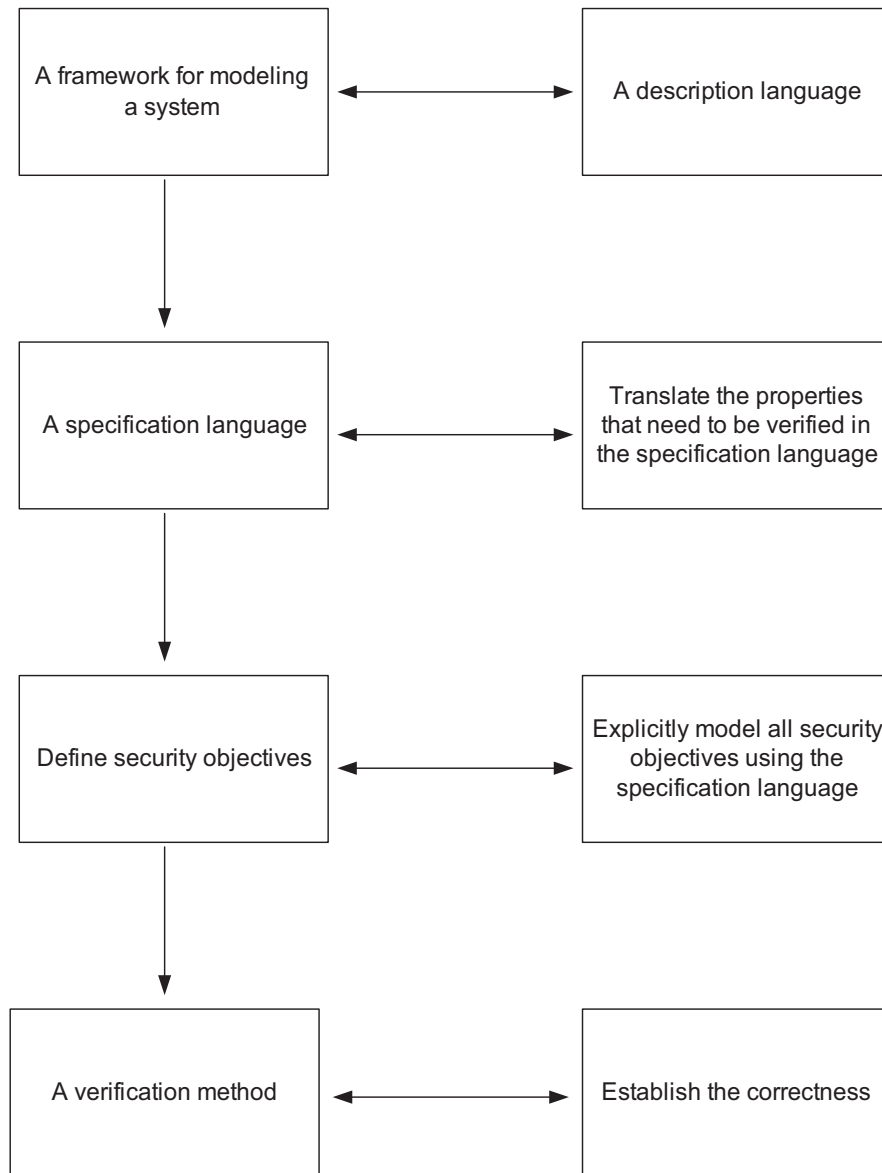 A framework for modeling
a system
A description language
A specification language
Translate the properties
that need to be verified in
the specification language
Define security objectives
Explicitly model all security
objectives using the
specification language
A verification method
Establish the correctness